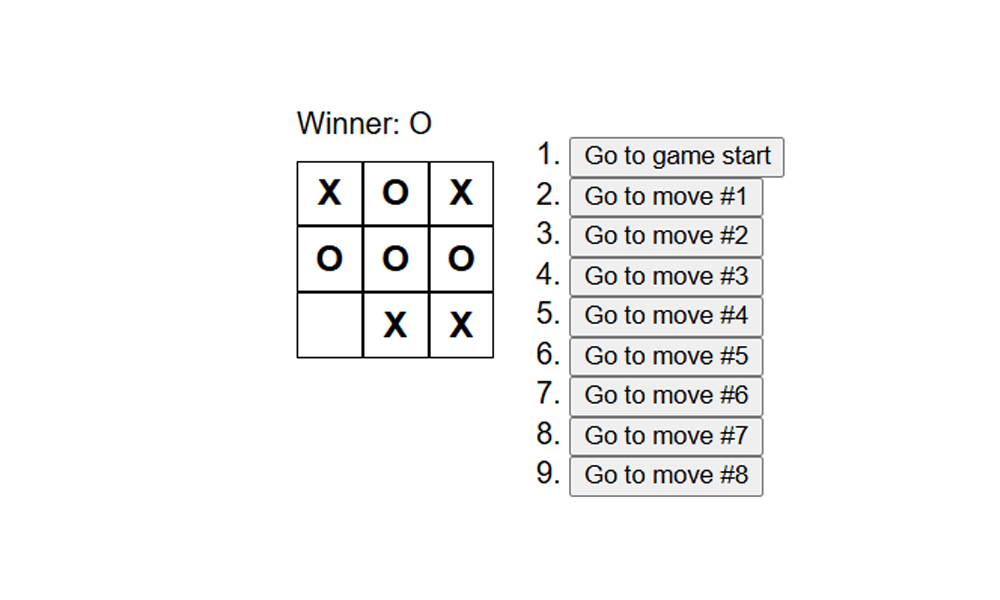 Winner: O
X O X
O O O
X X
1. Go to game start
2. Go to move #1
3. Go to move #2
4. Go to move #3
5. Go to move #4
6. Go to move #5
7. Go to move #6
8. Go to move #7
9. Go to move #8